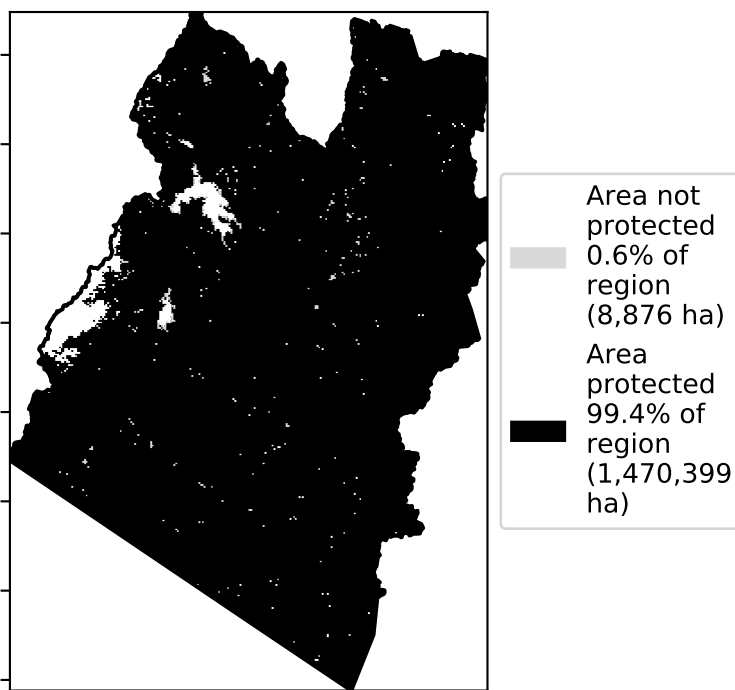 Area not
protected
0.6% of
region
(8,876 ha)
Area
protected
99.4% of
region
(1,470,399
ha)